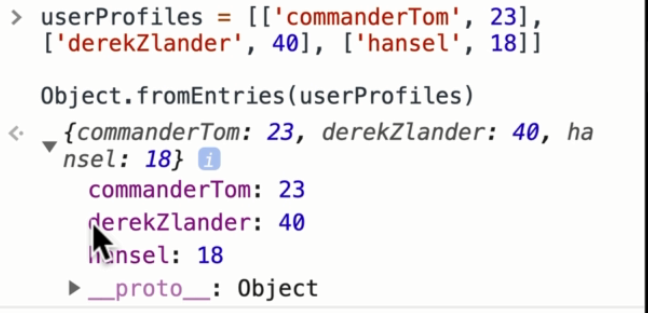 > userProfiles = [['commanderTom', 23],
['derekZlander', 40], ['hansel', 18]]
Object.fromEntries(userProfiles)
{commanderTom: 23, derekZlander: 40, ha
nsel: 18} i
commanderTom: 23
derekZlander: 40
hansel: 18
__proto__: Object